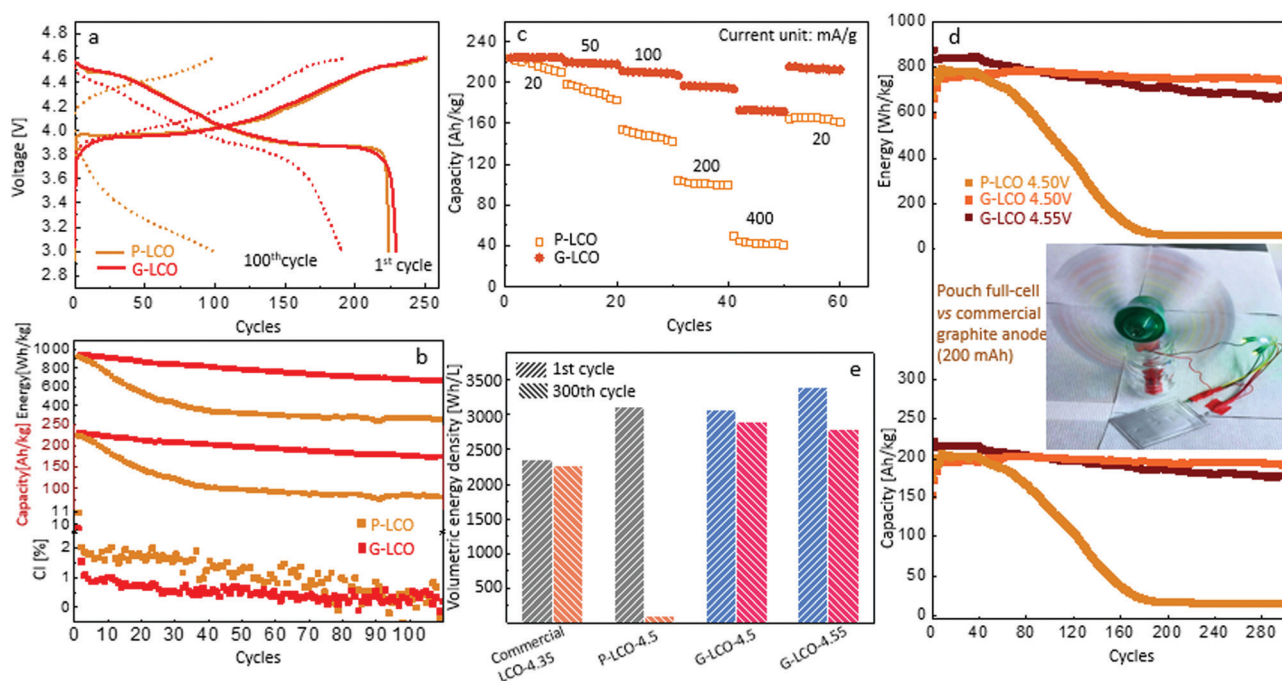 a
4.8
4.6
4.4
4.2
4.0
3.8
3.6
3.4
3.2
3.0
2.8
Voltage [V]
P-LCO
G-LCO
100th cycle
1st cycle
0 50 100 150 200 250
Cycles
b
1000
800
600
400
250
200
150
100
11
10
2
1
0
Capacity[Ah/kg] Energy[Wh/kg]
CI [%]
P-LCO
G-LCO
0 10 20 30 40 50 60 70 80 90 100
Cycles
c
Current unit: mA/g
240
200
160
120
80
40
0
Capacity [Ah/kg]
20
50
100
200
400
20
P-LCO
G-LCO
0 20 40 60
Cycles
e
1st cycle
300th cycle
3500
3000
2500
2000
1500
1000
500
Volumetric energy density [Wh/L]
Commercial
LCO-4.35
P-LCO-4.5
G-LCO-4.5
G-LCO-4.55
d
1000
800
600
400
200
0
Energy [Wh/kg]
P-LCO 4.50V
G-LCO 4.50V
G-LCO 4.55V
Pouch full-cell
vs commercial
graphite anode
(200 mAh)
250
200
150
100
50
0
Capacity [Ah/kg]
0 40 80 120 160 200 240 280
Cycles